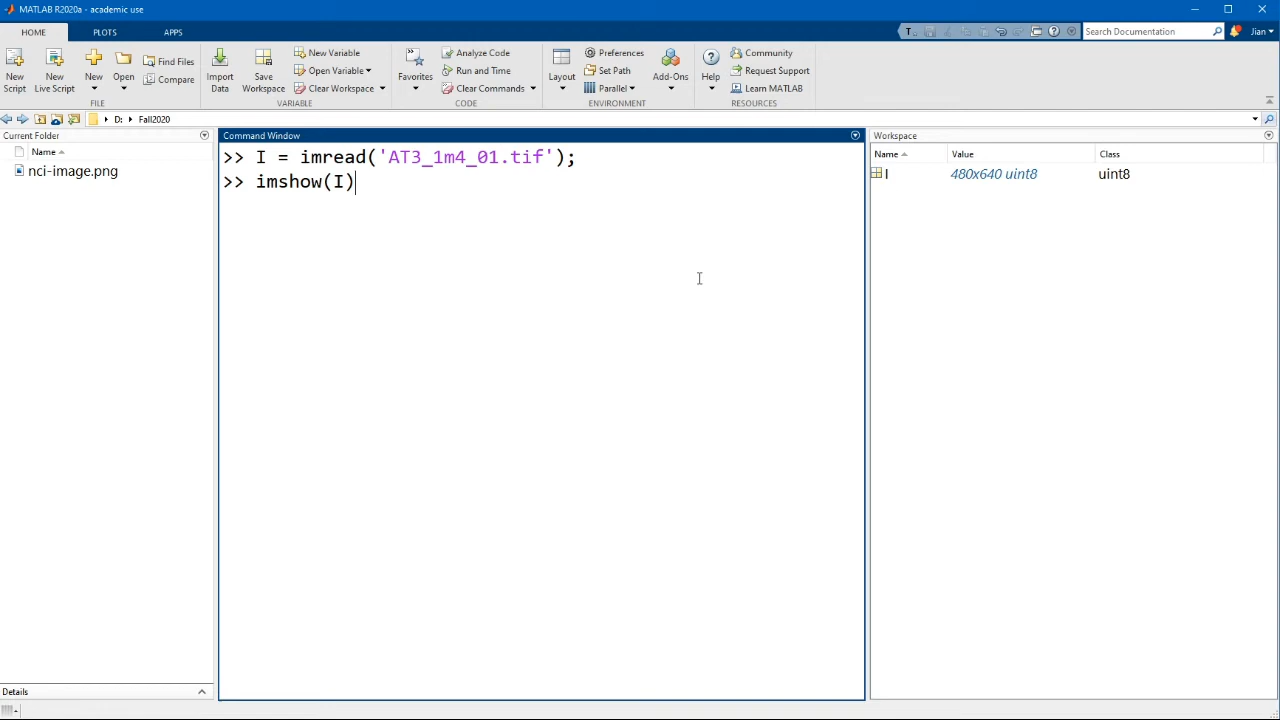 MATLAB R2020a - academic use
HOME PLOTS APPS
Search Documentation
Jian
New Script
New Live Script
New
Open
Find Files
Compare
FILE
Import Data
Save Workspace
New Variable
Open Variable
Clear Workspace
VARIABLE
Favorites
Analyze Code
Run and Time
Clear Commands
CODE
Layout
Preferences
Set Path
Parallel
ENVIRONMENT
Add-Ons
Help
Community
Request Support
Learn MATLAB
RESOURCES
D: Fall2020
Current Folder
Name
nci-image.png
Details
Command Window
>> I = imread('AT3_1m4_01.tif');
>> imshow(I)
Workspace
Name Value Class
I 480x640 uint8 uint8